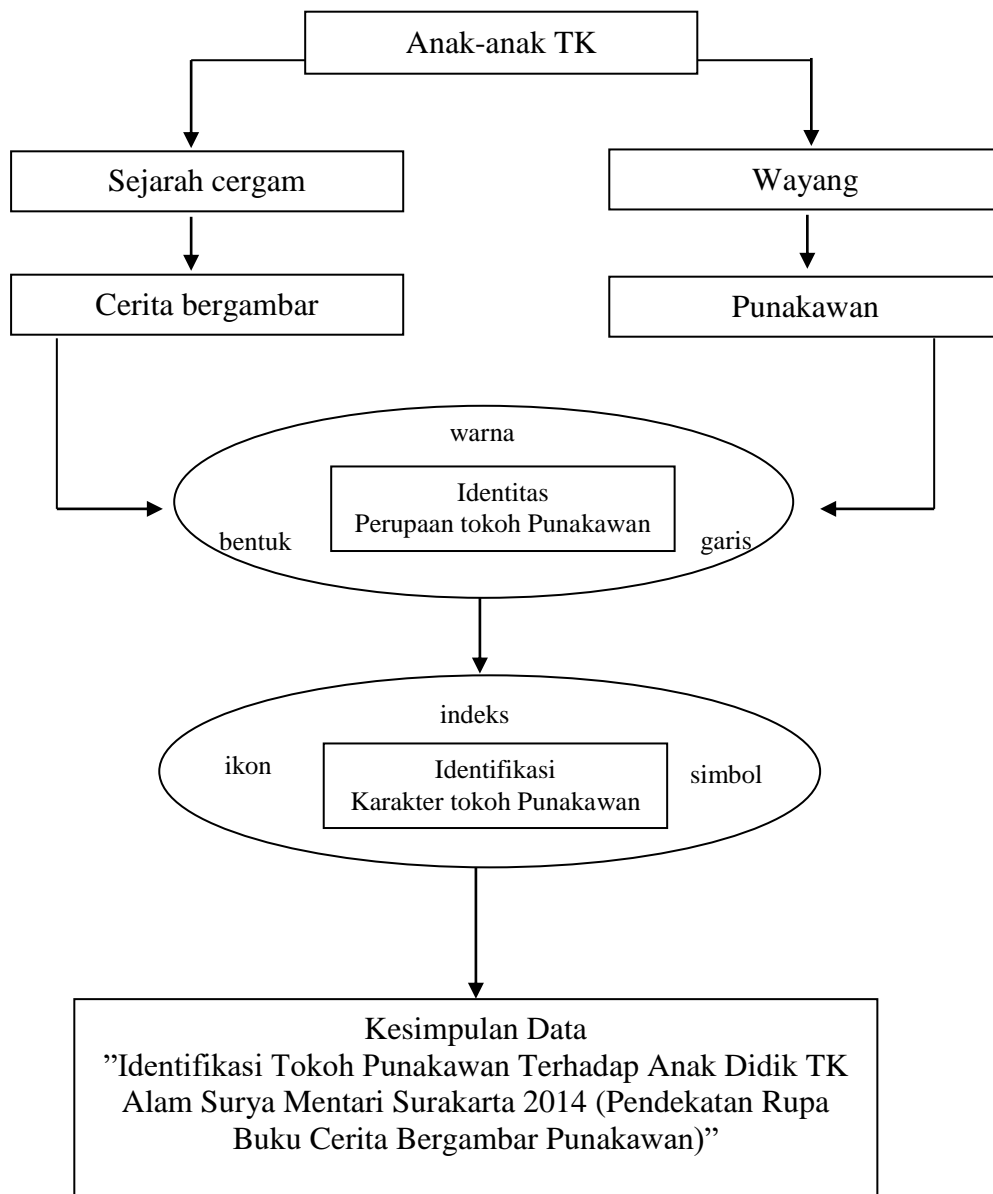 Anak-anak TK
Sejarah cergam
Wayang
Cerita bergambar
Punakawan
warna
Identitas
Perupaan tokoh Punakawan
bentuk
garis
indeks
ikon
Identifikasi
Karakter tokoh Punakawan
simbol
Kesimpulan Data
”Identifikasi Tokoh Punakawan Terhadap Anak Didik TK
Alam Surya Mentari Surakarta 2014 (Pendekatan Rupa
Buku Cerita Bergambar Punakawan)”